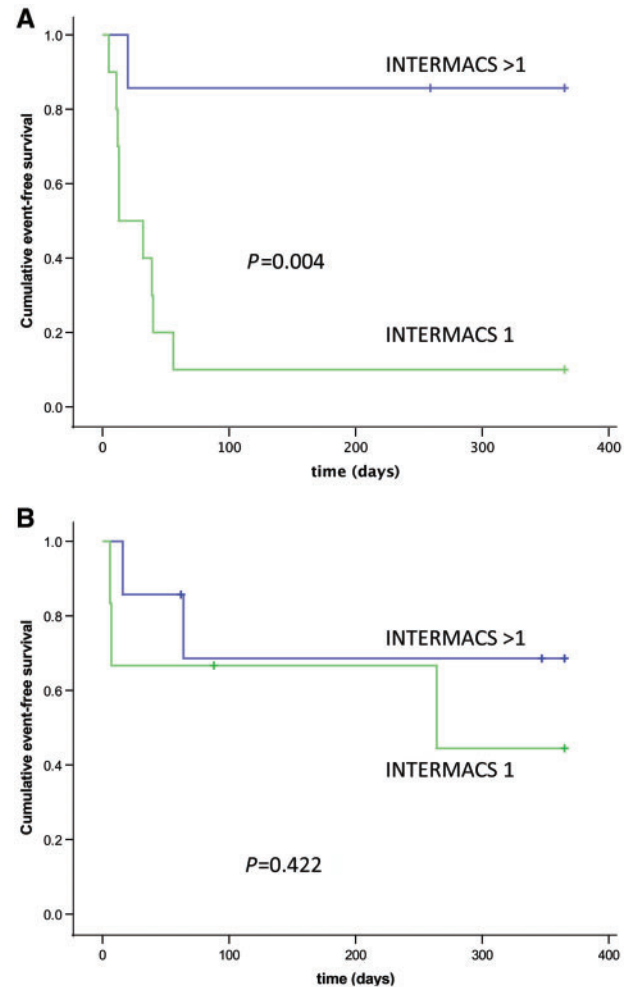 A
Cumulative event-free survival
1.0
0.8
0.6
0.4
0.2
0.0
INTERMACS >1
P=0.004
INTERMACS 1
0 100 200 300 400
time (days)
B
Cumulative event-free survival
1.0
0.8
0.6
0.4
0.2
0.0
INTERMACS >1
INTERMACS 1
P=0.422
0 100 200 300 400
time (days)